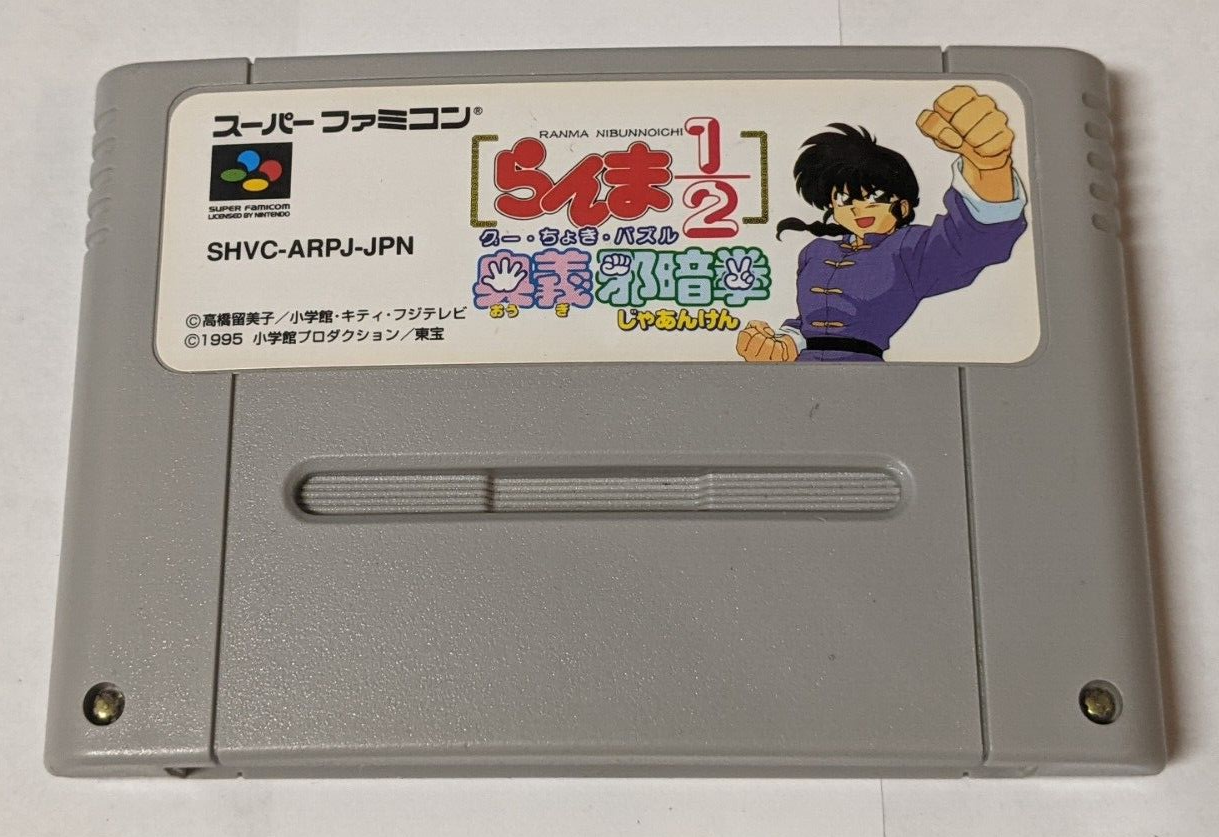 スーパーファミコン®
SUPER FAMICOM
LICENSED BY NINTENDO
SHVC-ARPJ-JPN
©高橋留美子／小学館・キティ・フジテレビ
©1995 小学館プロダクション／東宝
RANMA NIBUNNOICHI
らんま1/2
グー・ちょき・パズル
奥義邪暗拳
おうぎ じゃあんけん